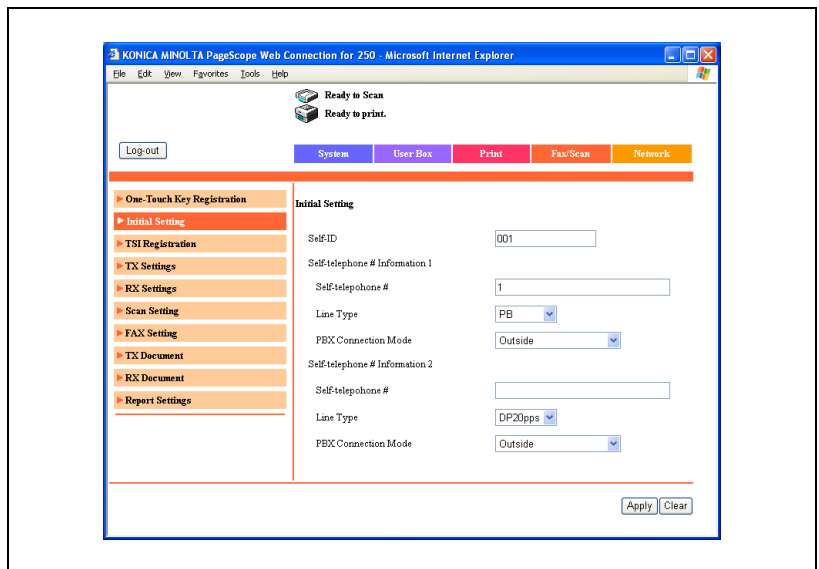 KONICA MINOLTA PageScope Web Connection for 250 - Microsoft Internet Explorer
File Edit View Favorites Tools Help
Ready to Scan
Ready to print.
Log-out
System User Box Print Fax/Scan Network
One-Touch Key Registration
Initial Setting
TSI Registration
TX Settings
RX Settings
Scan Setting
FAX Setting
TX Document
RX Document
Report Settings
Initial Setting
Self-ID 001
Self-telephone # Information 1
Self-telepohone # 1
Line Type PB
PBX Connection Mode Outside
Self-telephone # Information 2
Self-telepohone #
Line Type DP20pps
PBX Connection Mode Outside
Apply Clear